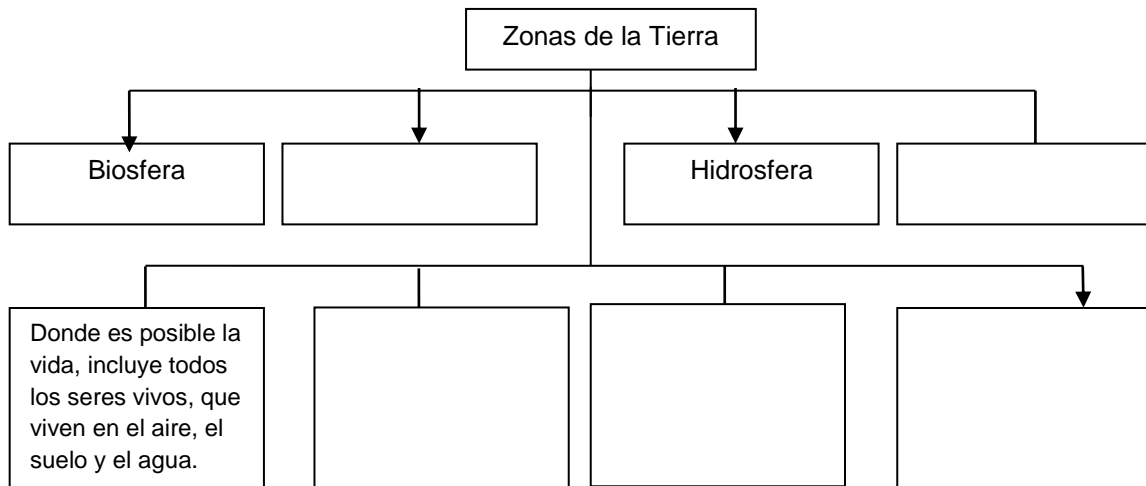 Zonas de la Tierra
Biosfera
Hidrosfera
Donde es posible la
vida, incluye todos
los seres vivos, que
viven en el aire, el
suelo y el agua.